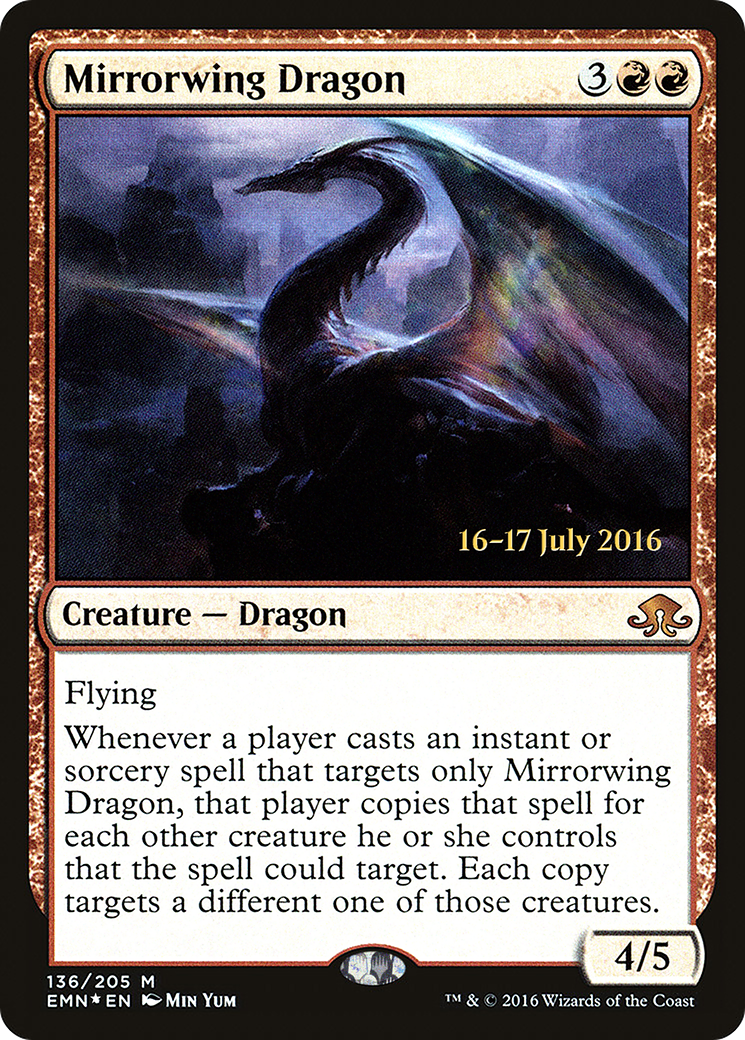 Mirrorwing Dragon 3
16–17 July 2016
Creature — Dragon
Flying
Whenever a player casts an instant or
sorcery spell that targets only Mirrorwing
Dragon, that player copies that spell for
each other creature he or she controls
that the spell could target. Each copy
targets a different one of those creatures.
4/5
136/205 M
EMN★EN Min Yum
™ & © 2016 Wizards of the Coast